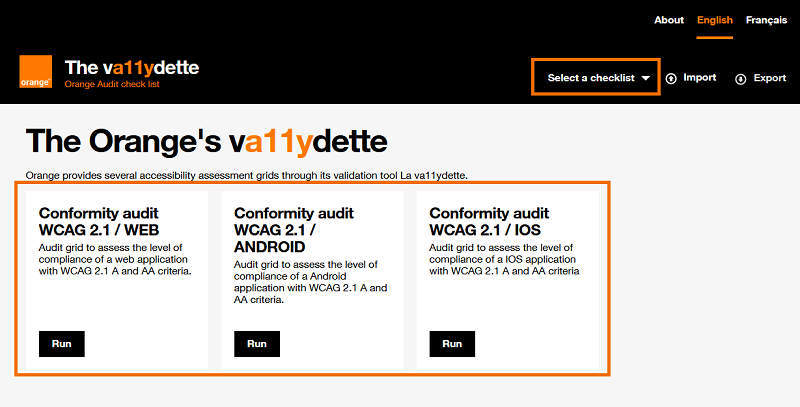 About English Français
orange™
The va11ydette
Orange Audit check list
Select a checklist Import Export
The Orange's va11ydette
Orange provides several accessibility assessment grids through its validation tool La va11ydette.
Conformity audit
WCAG 2.1 / WEB
Audit grid to assess the level of
compliance of a web application
with WCAG 2.1 A and AA criteria.
Run
Conformity audit
WCAG 2.1 /
ANDROID
Audit grid to assess the level of
compliance of a Android
application with WCAG 2.1 A and
AA criteria.
Run
Conformity audit
WCAG 2.1 / IOS
Audit grid to assess the level of
compliance of a IOS application
with WCAG 2.1 A and AA criteria
Run